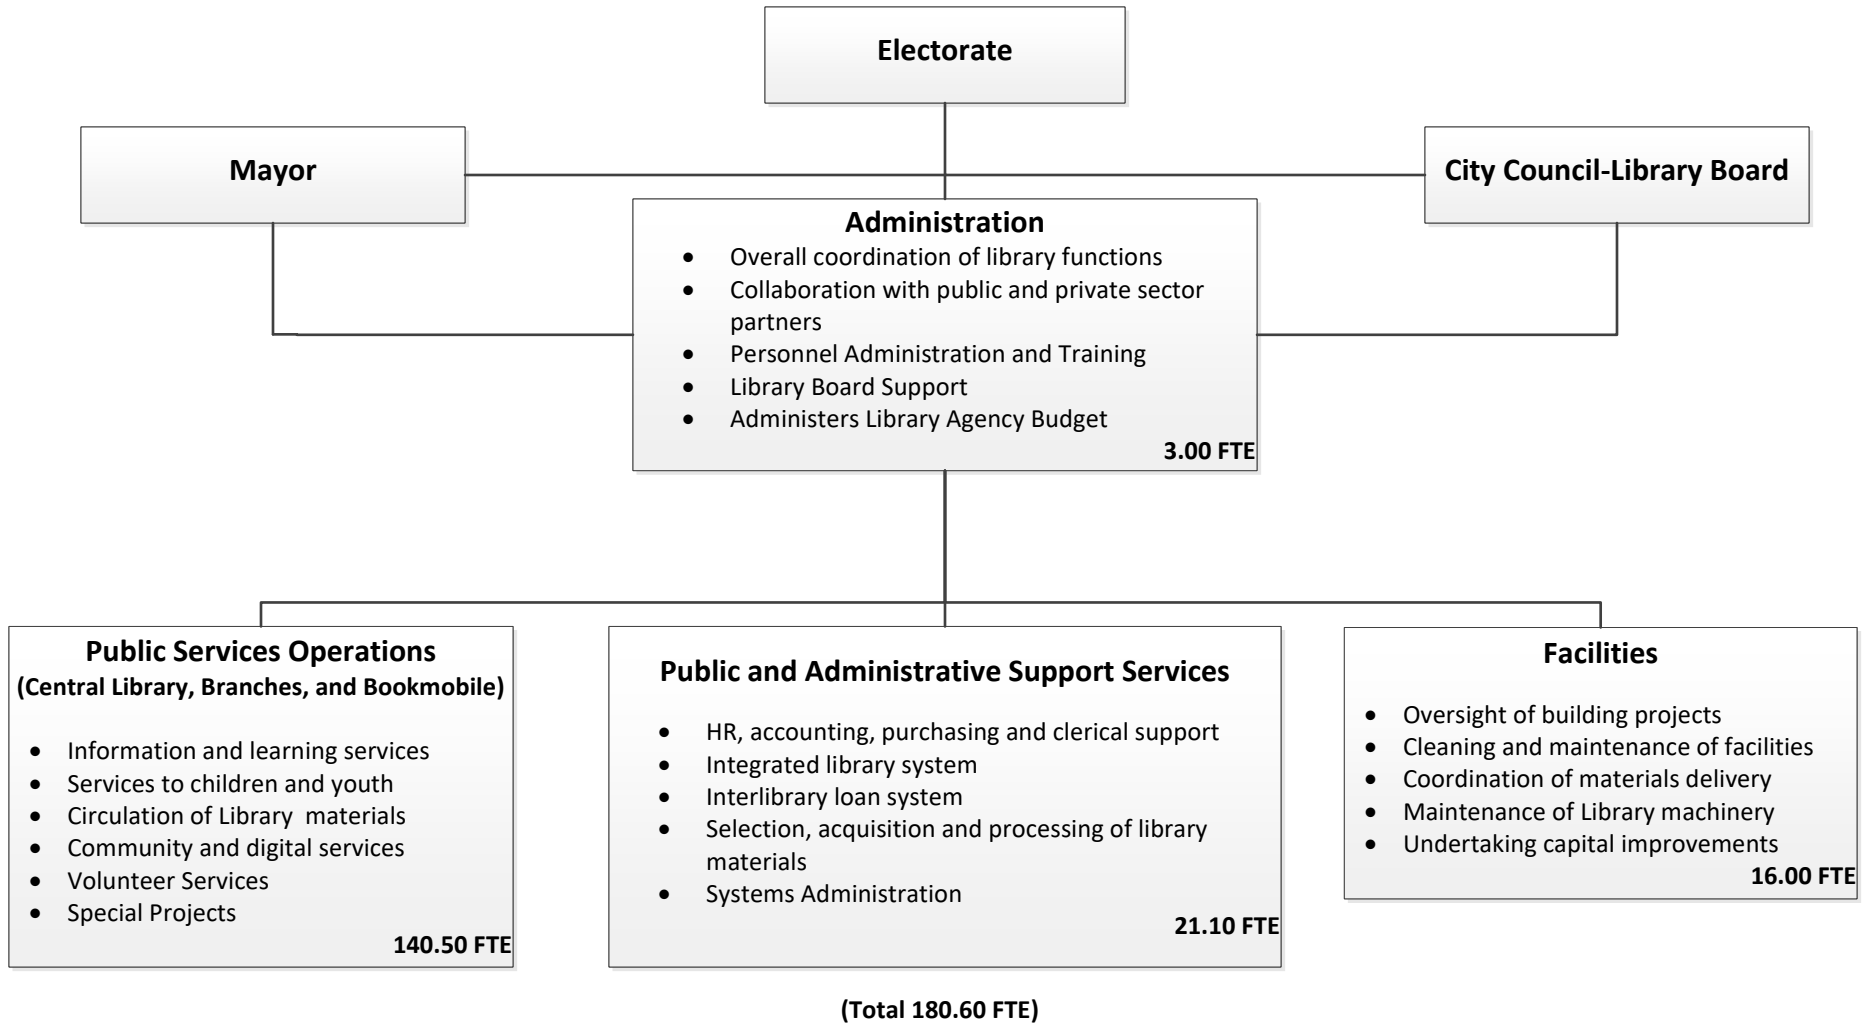 Electorate
Mayor
City Council-Library Board
Administration
• Overall coordination of library functions
• Collaboration with public and private sector
partners
• Personnel Administration and Training
• Library Board Support
• Administers Library Agency Budget
3.00 FTE
Public Services Operations
(Central Library, Branches, and Bookmobile)
• Information and learning services
• Services to children and youth
• Circulation of Library  materials
• Community and digital services
• Volunteer Services
• Special Projects
140.50 FTE
Public and Administrative Support Services
• HR, accounting, purchasing and clerical support
• Integrated library system
• Interlibrary loan system
• Selection, acquisition and processing of library
materials
• Systems Administration
21.10 FTE
Facilities
• Oversight of building projects
• Cleaning and maintenance of facilities
• Coordination of materials delivery
• Maintenance of Library machinery
• Undertaking capital improvements
16.00 FTE
(Total 180.60 FTE)